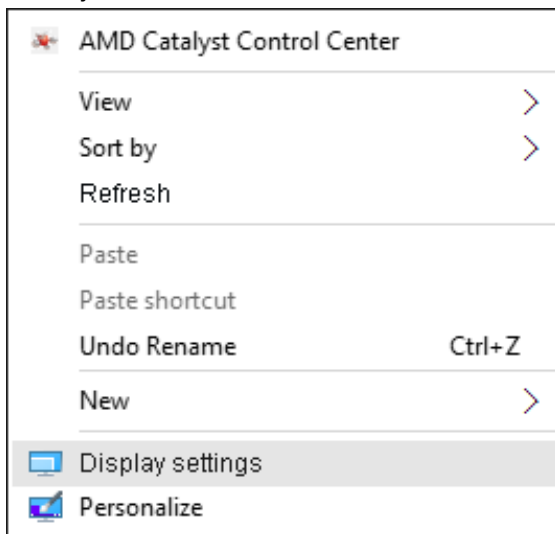 AMD Catalyst Control Center
View
Sort by
Refresh
Paste
Paste shortcut
Undo Rename Ctrl+Z
New
Display settings
Personalize